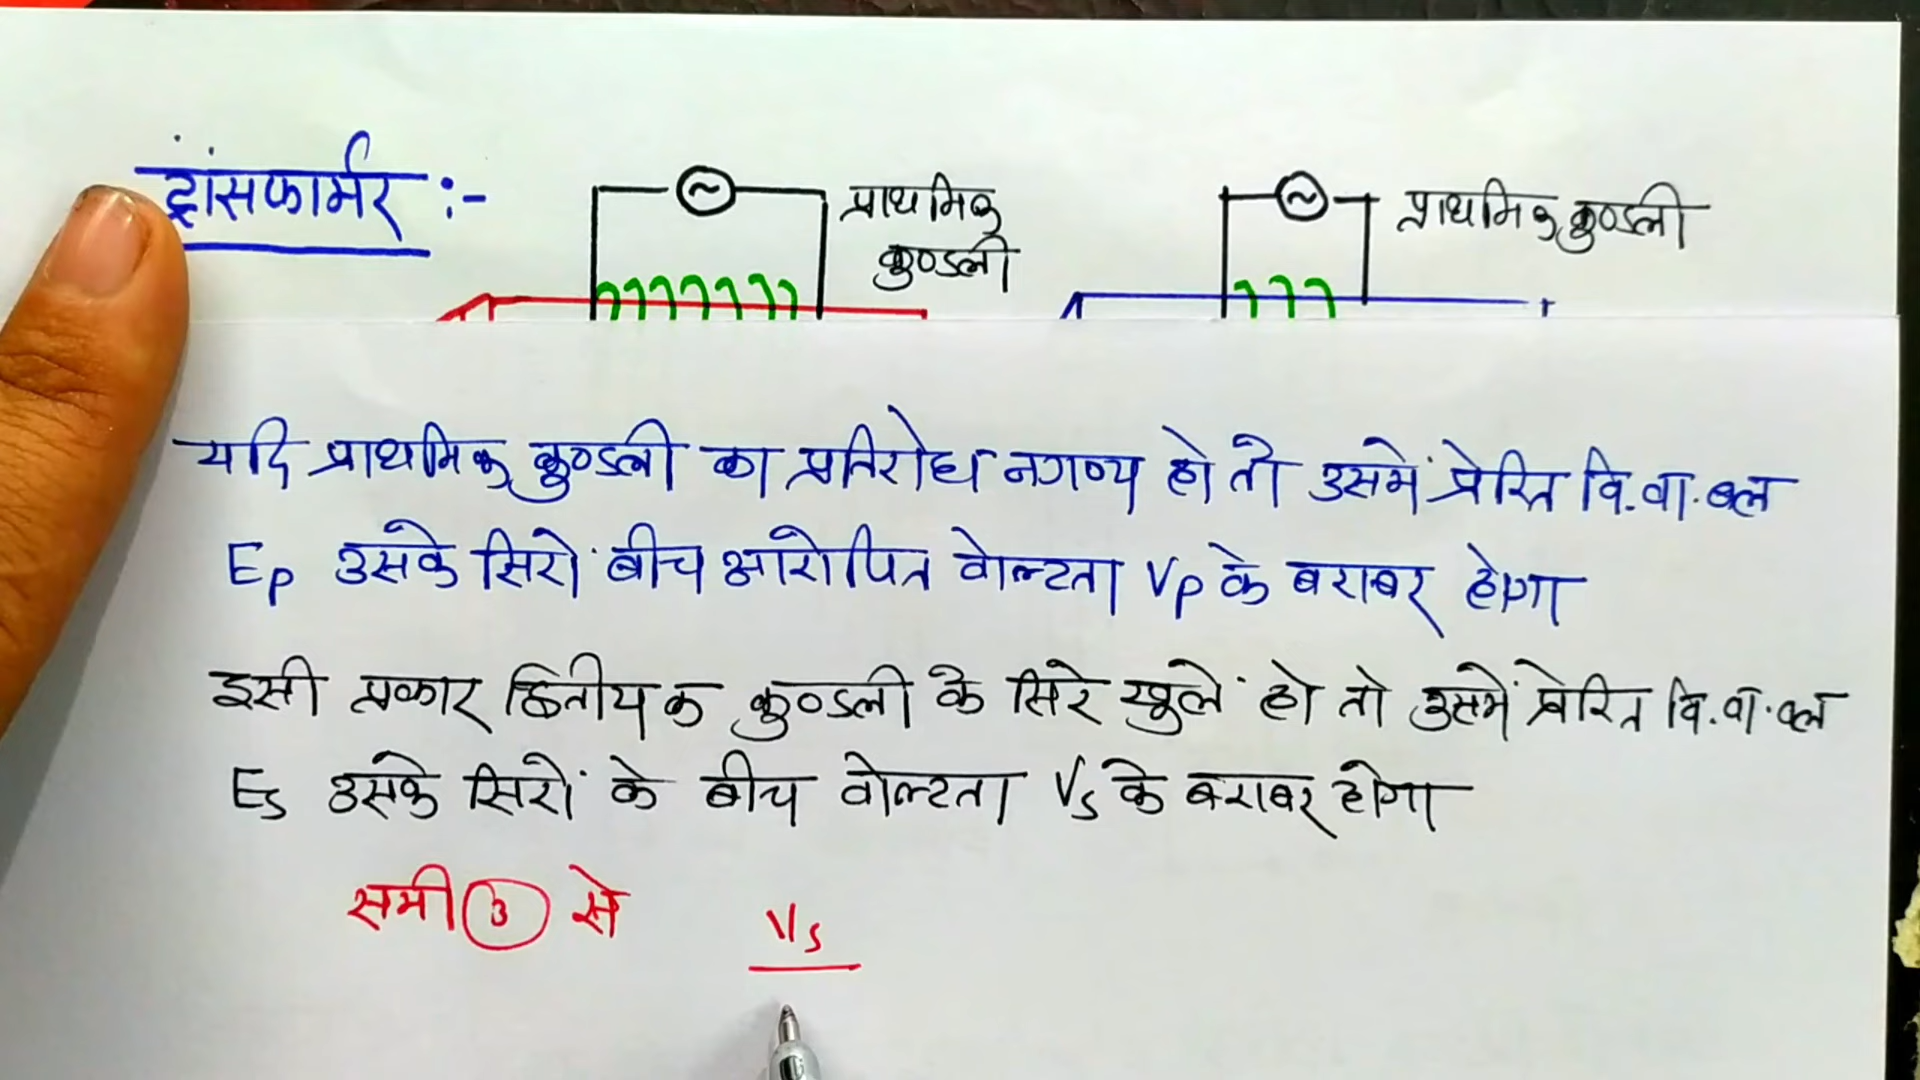 ट्रांसफार्मर :-
प्राथमिक
कुण्डली
प्राथमिक कुण्डली
यदि प्राथमिक कुण्डली का प्रतिरोध नगण्य हो तो उसमें प्रेरित वि.वा.बल
Ep उसके सिरों बीच आरोपित वोल्टता Vp के बराबर होगा
इसी प्रकार द्वितीयक कुण्डली के सिरे खुलें हो तो उसमें प्रेरित वि.वा.बल
Es उसके सिरों के बीच वोल्टता Vs के बराबर होगा
समी 3 से
Vs